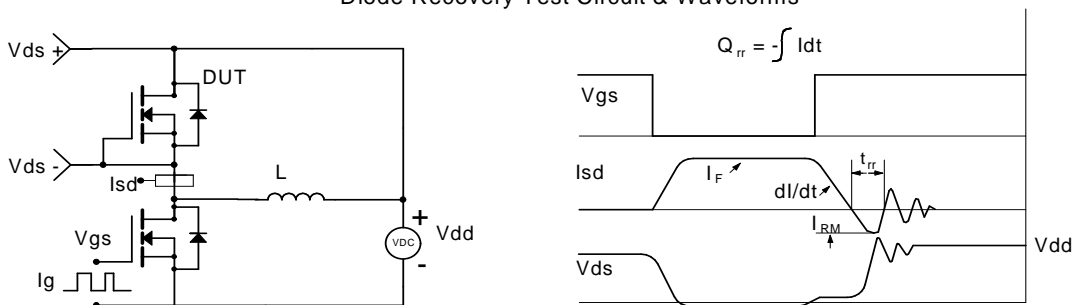 Diode Recovery Test Circuit & Waveforms
Vds +
DUT
Vds -
Isd
L
Vgs
Ig
+
VDC
-
Vdd
Q rr = -∫ Idt
Vgs
Isd
I F
dI/dt
t rr
I RM
Vdd
Vds